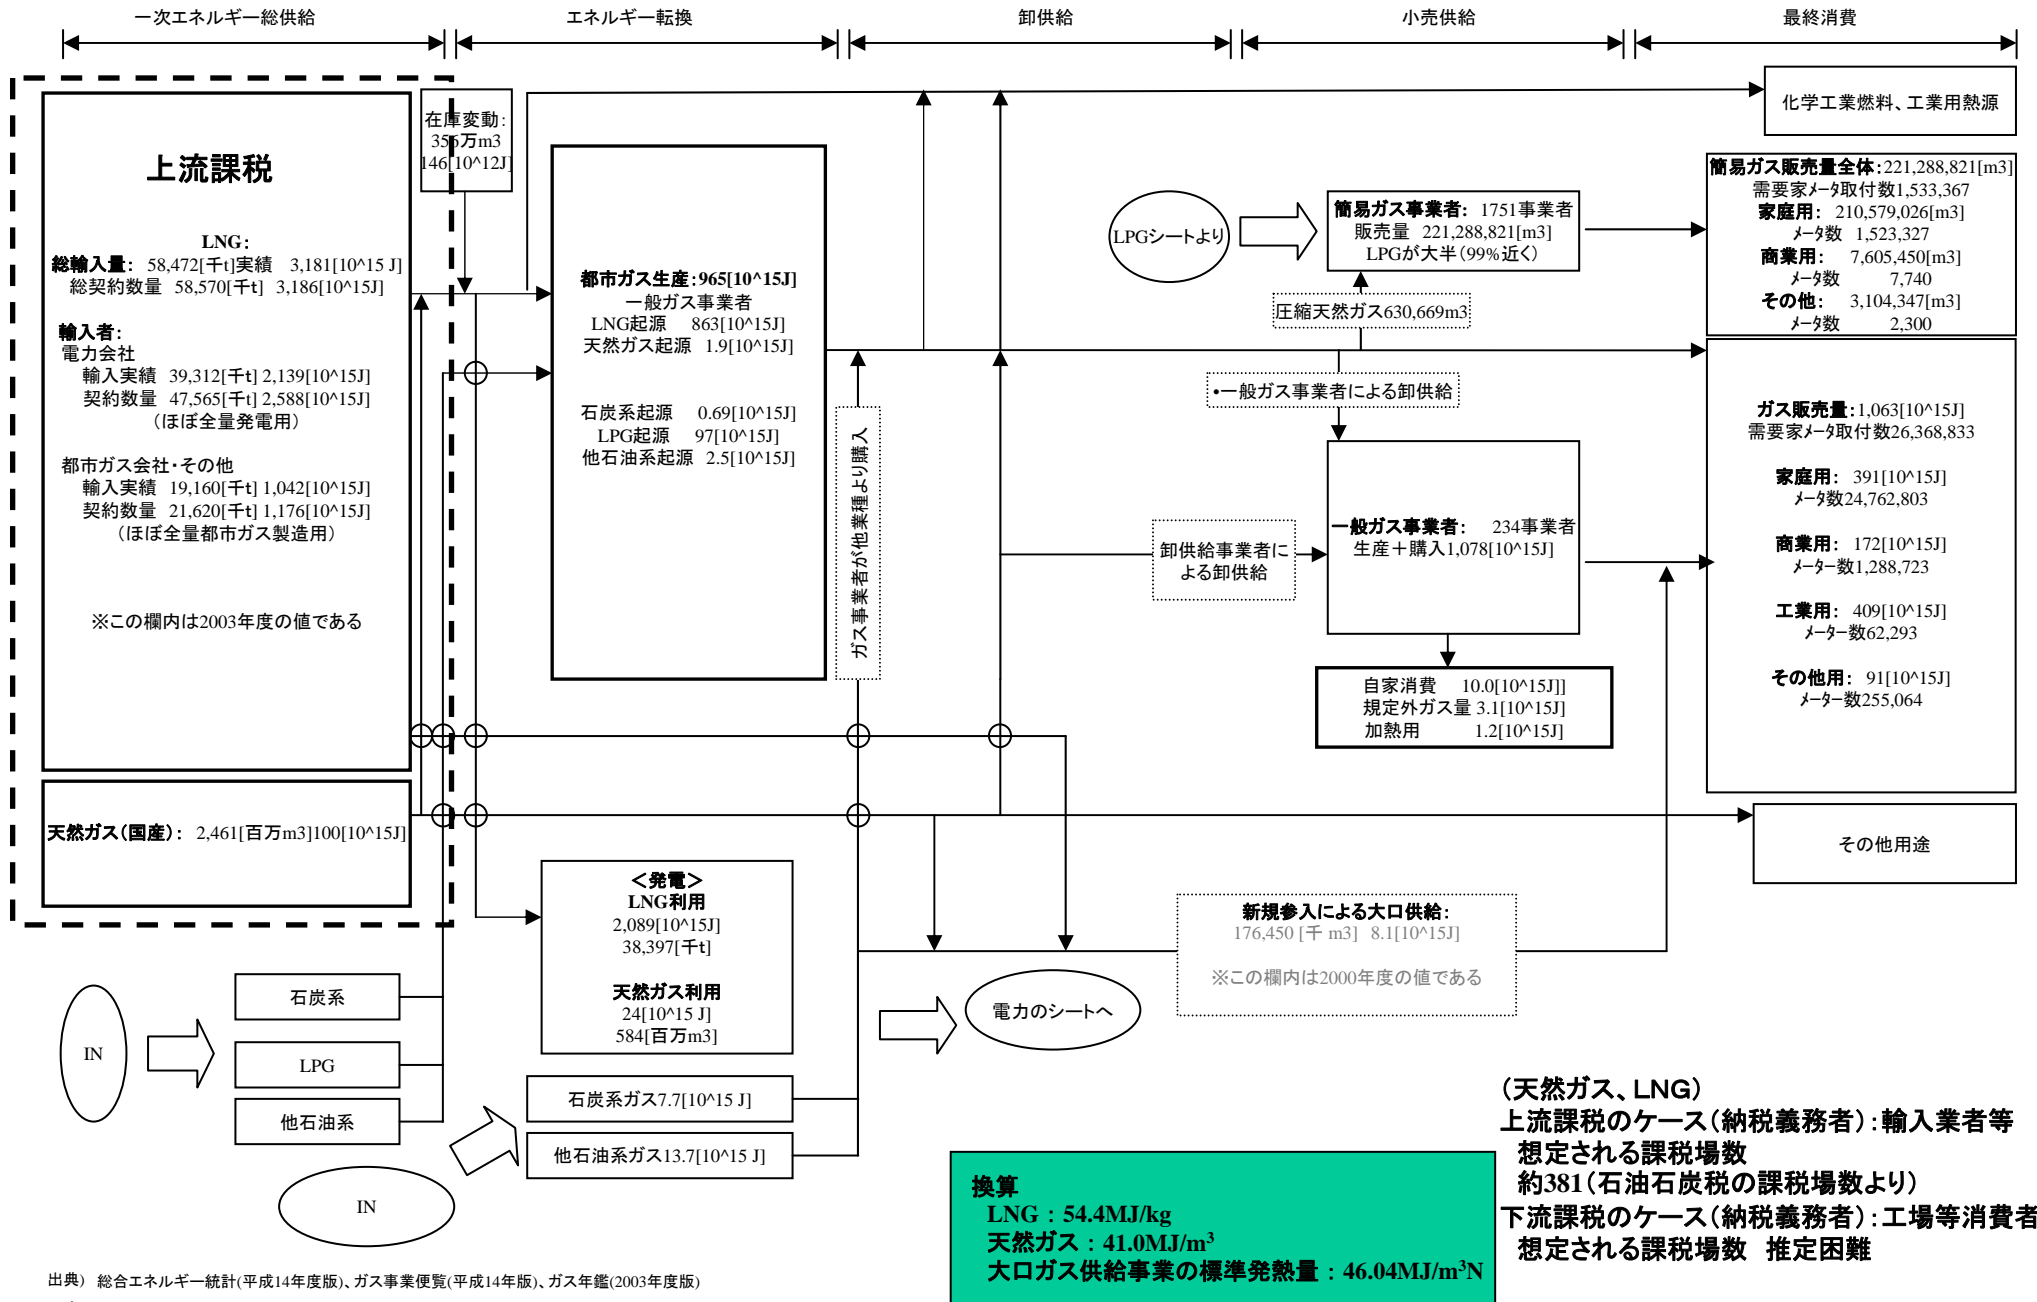 一次エネルギー総供給
エネルギー転換
卸供給
小売供給
最終消費
上流課税
LNG:
総輸入量: 58,472[千t]実績 3,181[10^15 J]
総契約数量 58,570[千t] 3,186[10^15J]
輸入者:
電力会社
輸入実績 39,312[千t] 2,139[10^15J]
契約数量 47,565[千t] 2,588[10^15J]
(ほぼ全量発電用)
都市ガス会社・その他
輸入実績 19,160[千t] 1,042[10^15J]
契約数量 21,620[千t] 1,176[10^15J]
(ほぼ全量都市ガス製造用)
※この欄内は2003年度の値である
天然ガス(国産): 2,461[百万m3]100[10^15J]
在庫変動:
356万m3
146[10^12J]
都市ガス生産:965[10^15J]
一般ガス事業者
LNG起源 863[10^15J]
天然ガス起源 1.9[10^15J]
石炭系起源 0.69[10^15J]
LPG起源 97[10^15J]
他石油系起源 2.5[10^15J]
ガス事業者が他業種より購入
<発電>
LNG利用
2,089[10^15J]
38,397[千t]
天然ガス利用
24[10^15 J]
584[百万m3]
IN
石炭系
LPG
他石油系
IN
石炭系ガス7.7[10^15 J]
他石油系ガス13.7[10^15 J]
電力のシートへ
LPGシートより
簡易ガス事業者: 1751事業者
販売量 221,288,821[m3]
LPGが大半(99%近く)
圧縮天然ガス630,669m3
•一般ガス事業者による卸供給
卸供給事業者に
よる卸供給
一般ガス事業者: 234事業者
生産+購入1,078[10^15J]
自家消費 10.0[10^15J]]
規定外ガス量 3.1[10^15J]
加熱用 1.2[10^15J]
新規参入による大口供給:
176,450 [千 m3] 8.1[10^15J]
※この欄内は2000年度の値である
化学工業燃料、工業用熱源
簡易ガス販売量全体:221,288,821[m3]
需要家メータ取付数1,533,367
家庭用: 210,579,026[m3]
メータ数 1,523,327
商業用: 7,605,450[m3]
メータ数 7,740
その他: 3,104,347[m3]
メータ数 2,300
ガス販売量:1,063[10^15J]
需要家メータ取付数26,368,833
家庭用: 391[10^15J]
メータ数24,762,803
商業用: 172[10^15J]
メーター数1,288,723
工業用: 409[10^15J]
メーター数62,293
その他用: 91[10^15J]
メーター数255,064
その他用途
換算
LNG : 54.4MJ/kg
天然ガス : 41.0MJ/m³
大口ガス供給事業の標準発熱量 : 46.04MJ/m³N
(天然ガス、LNG)
上流課税のケース(納税義務者):輸入業者等
想定される課税場数
約381(石油石炭税の課税場数より)
下流課税のケース(納税義務者):工場等消費者
想定される課税場数 推定困難
出典) 総合エネルギー統計(平成14年度版)、ガス事業便覧(平成14年版)、ガス年鑑(2003年度版)